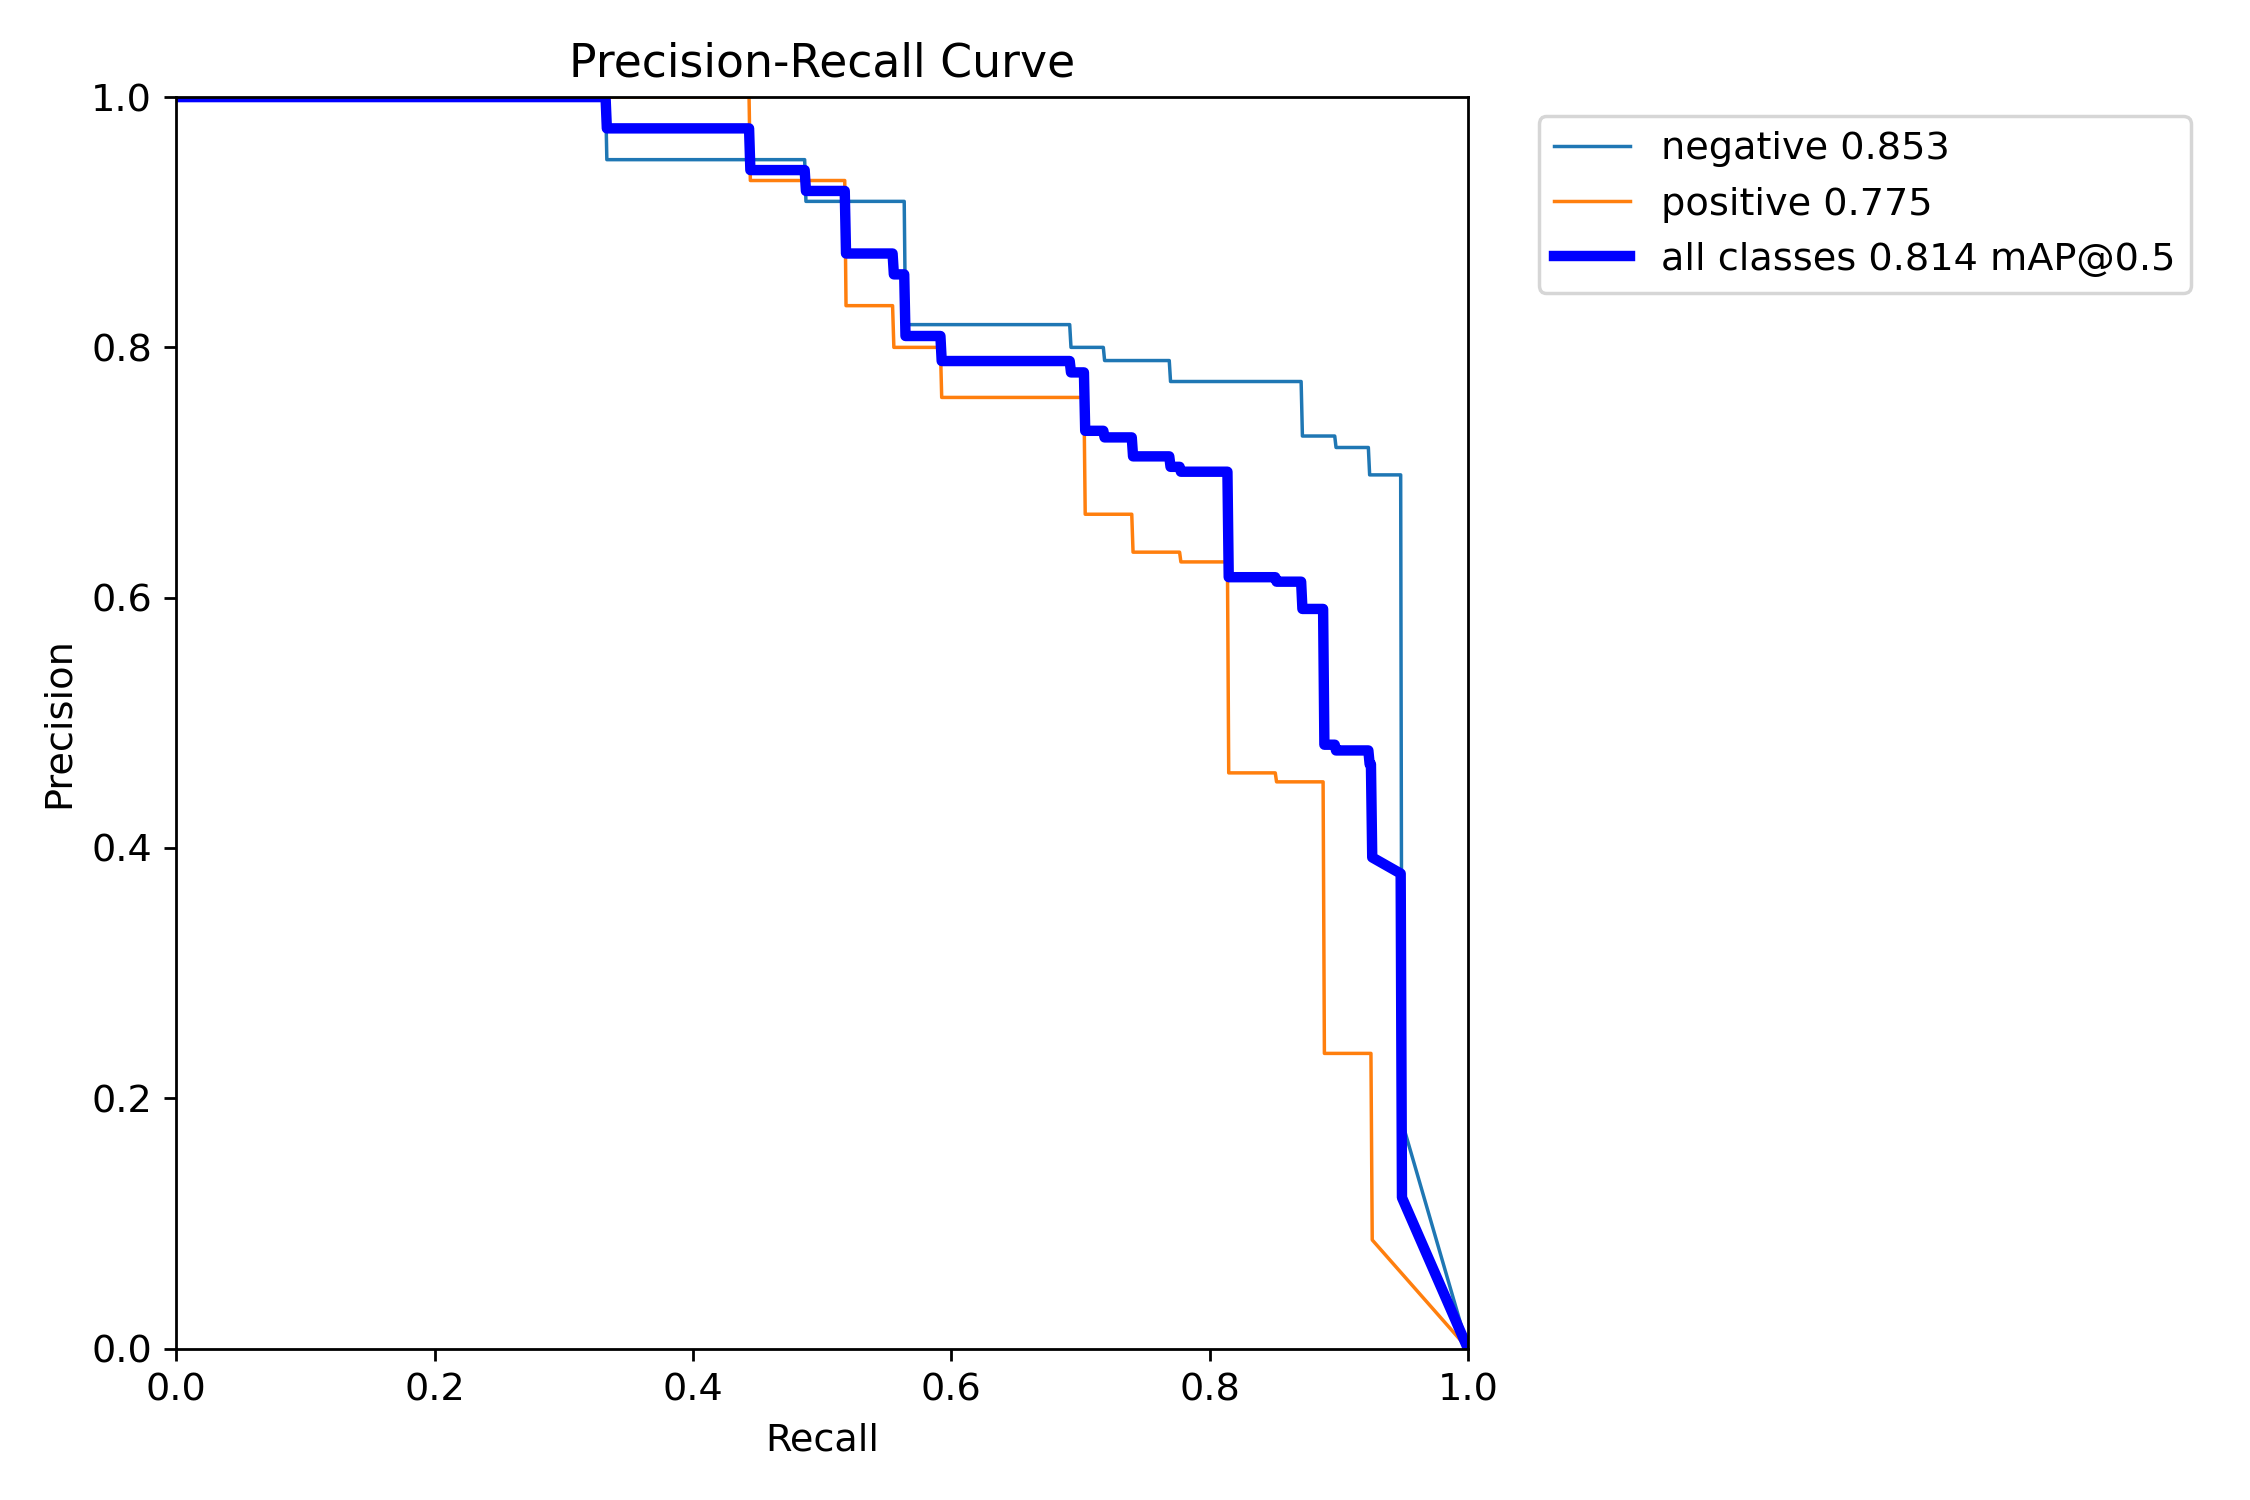 Precision-Recall Curve
negative 0.853
positive 0.775
all classes 0.814 mAP@0.5
Precision
1.0
0.8
0.6
0.4
0.2
0.0
0.0 0.2 0.4 0.6 0.8 1.0
Recall